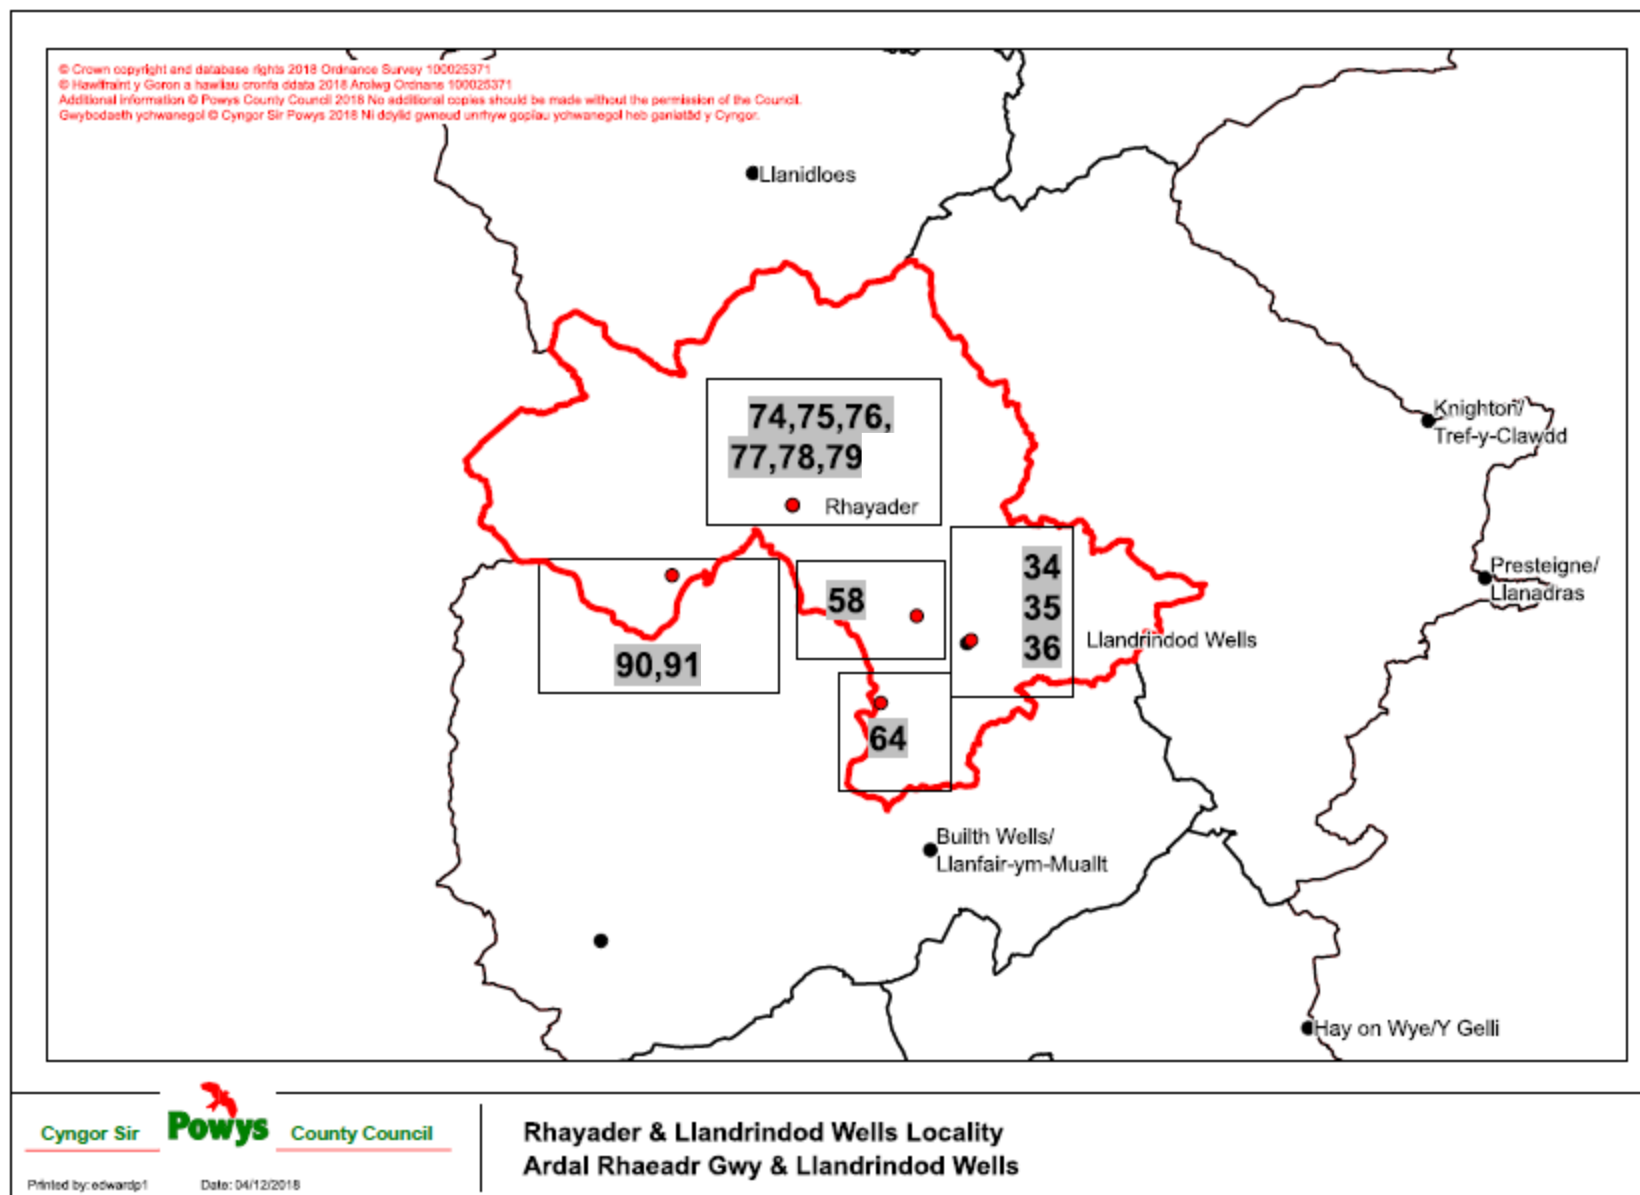 © Crown copyright and database rights 2018 Ordnance Survey 100025371
© Hawlfraint y Goron a hawliau cronfa ddata 2018 Arolwg Ordnans 100025371
Additional Information © Powys County Council 2018 No additional copies should be made without the permission of the Council.
Gwybodaeth ychwanegol © Cyngor Sir Powys 2018 Ni ddylid gwneud unrhyw gopïau ychwanegol heb ganiatâd y Cyngor.
Llanidloes
74,75,76,
77,78,79
Rhayader
Knighton/
Tref-y-Clawdd
34
35
36
Llandrindod Wells
58
Presteigne/
Llanadras
90,91
64
Builth Wells/
Llanfair-ym-Muallt
Hay on Wye/Y Gelli
Cyngor Sir Powys County Council
Rhayader & Llandrindod Wells Locality
Ardal Rhaeadr Gwy & Llandrindod Wells
Printed by: edwardp1 Date: 04/12/2018